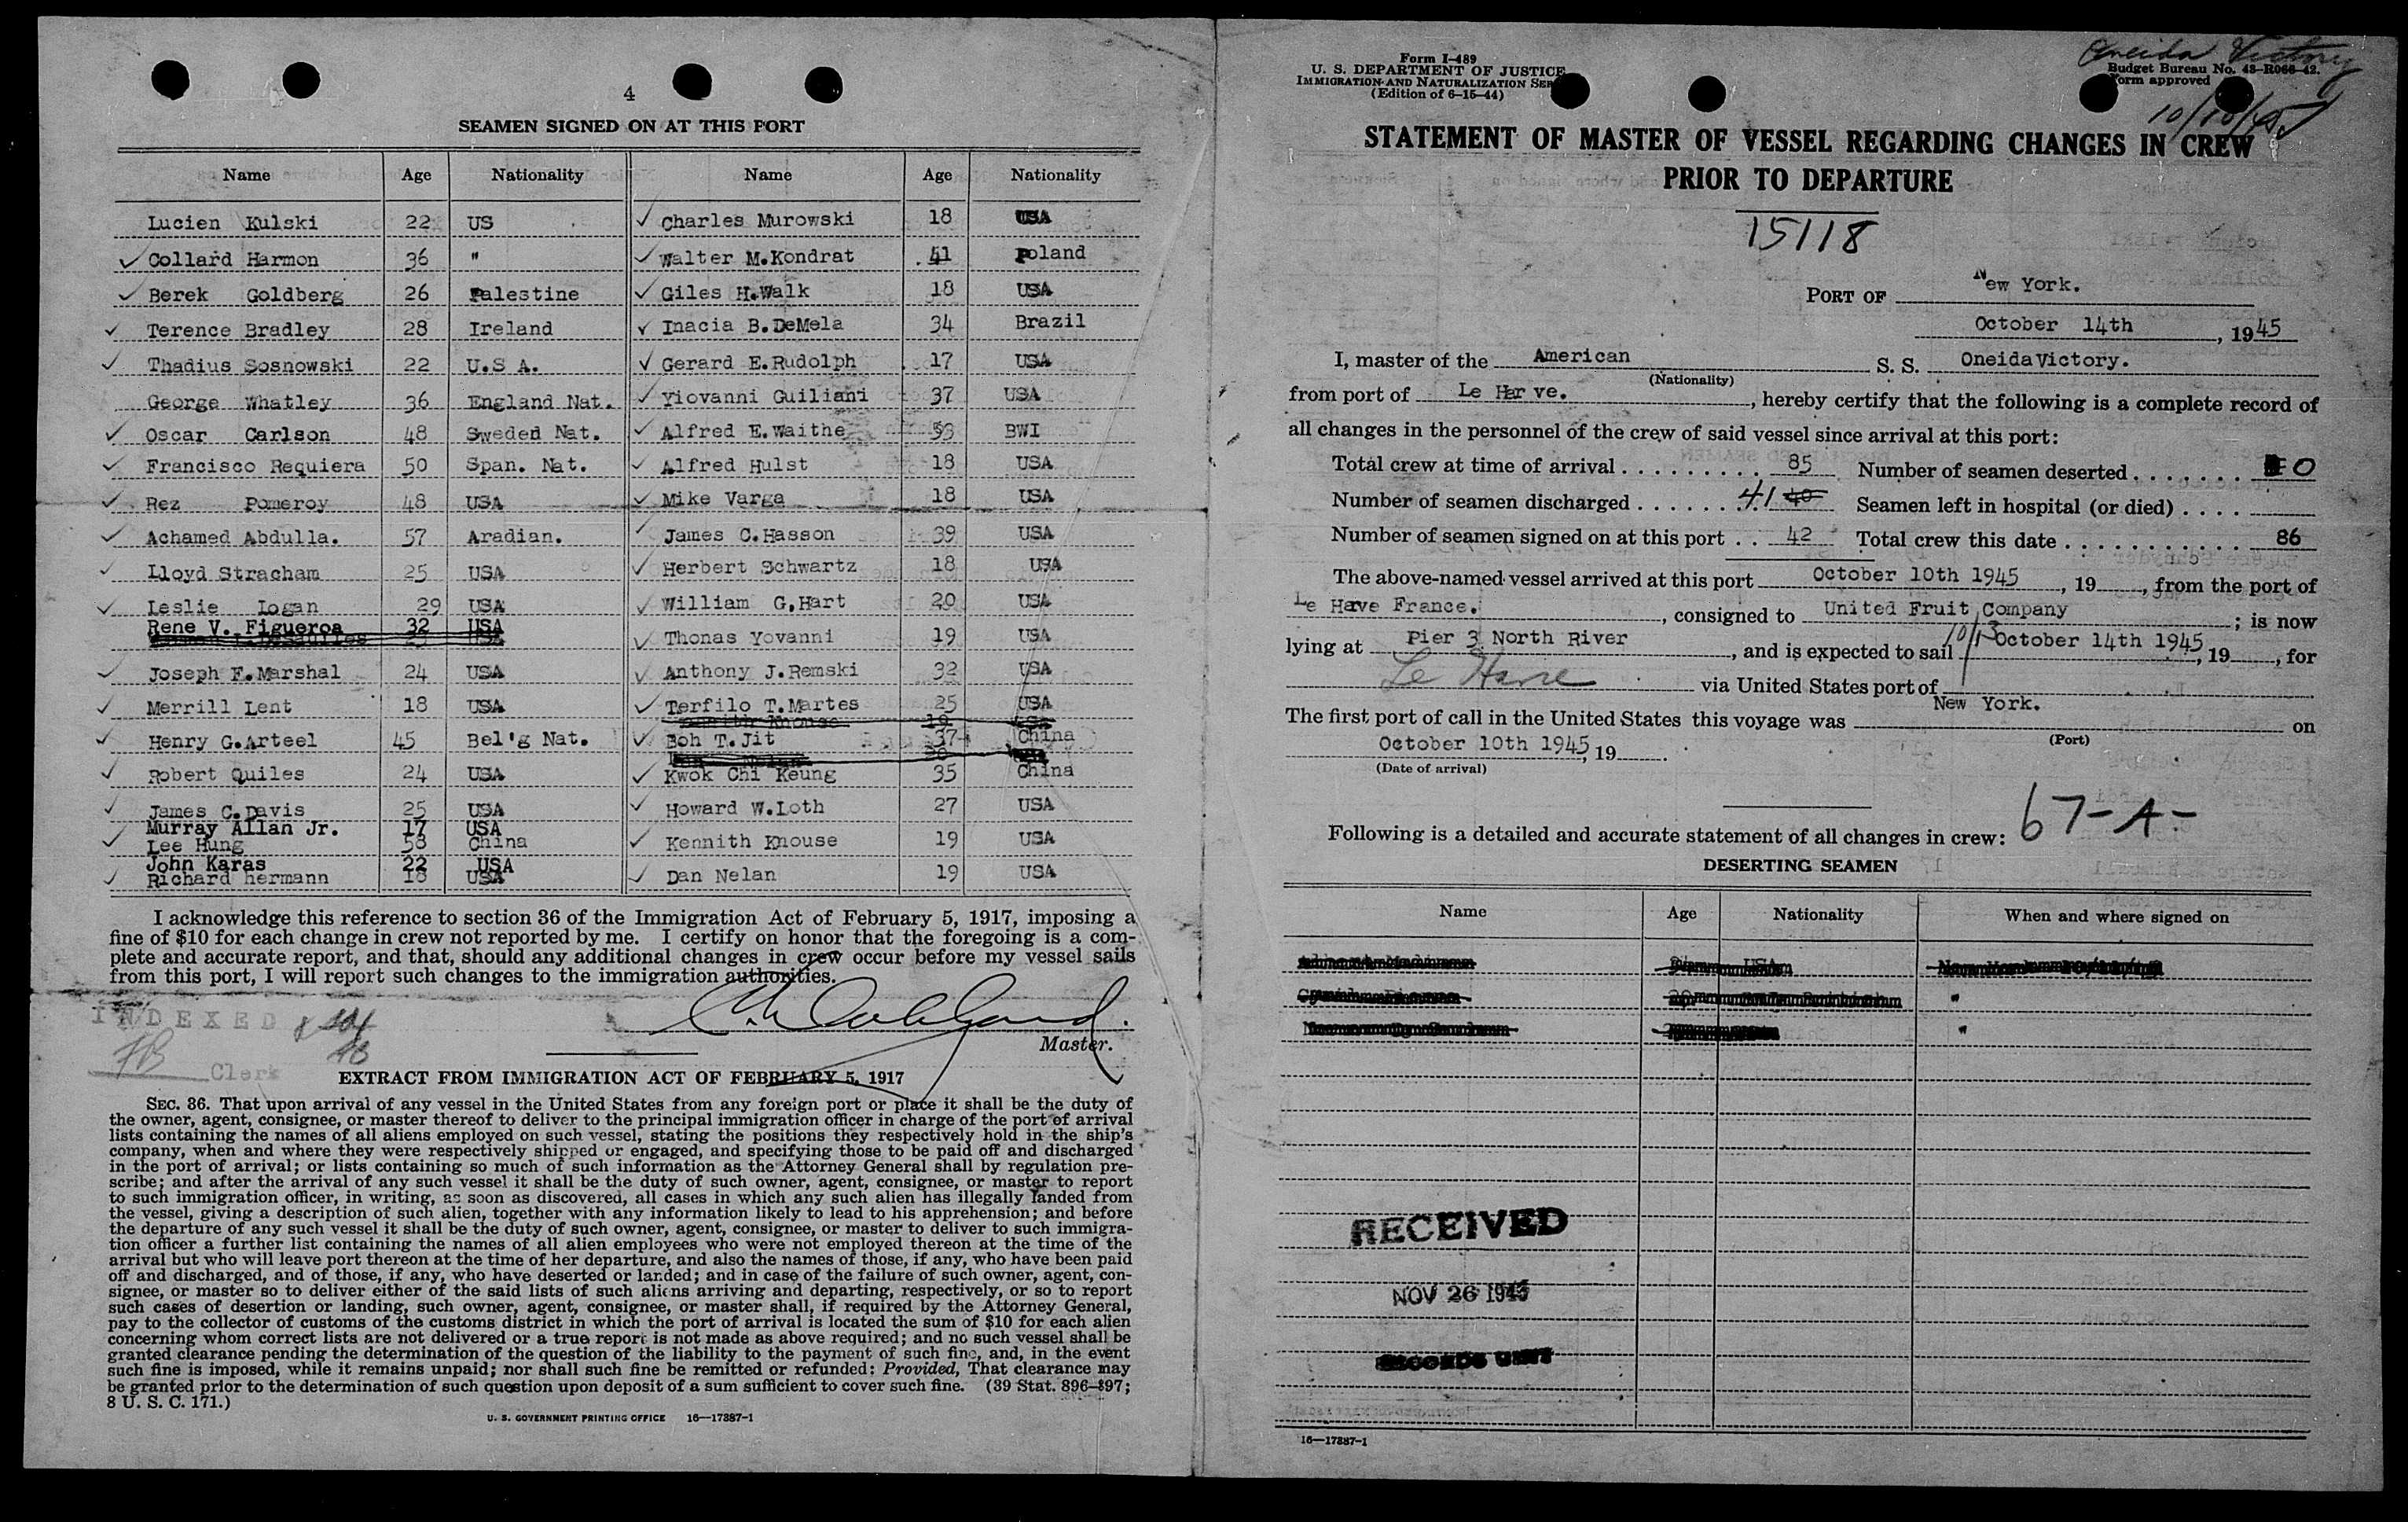 4
SEAMEN SIGNED ON AT THIS PORT
Name Age Nationality Name Age Nationality
Lucien Kulski 22 US ✓ Charles Murowski 18 USA
✓ Collard Harmon 36 " ✓ Walter M.Kondrat 41 Poland
✓ Berek Goldberg 26 Palestine ✓ Giles H.Walk 18 USA
✓ Terence Bradley 28 Ireland ✓ Inacia B.DeMela 34 Brazil
✓ Thadius Sosnowski 22 U.S A. ✓ Gerard E.Rudolph 17 USA
George Whatley 36 England Nat. ✓ Yiovanni Guiliani 37 USA
✓ Oscar Carlson 48 Sweden Nat. ✓ Alfred E.Waithe 53 BWI
✓ Francisco Requiera 50 Span. Nat. ✓ Alfred Hulst 18 USA
✓ Rez Pomeroy 48 USA ✓ Mike Varga 18 USA
✓ Achamed Abdulla. 57 Aradian. ✓ James C.Hasson 39 USA
✓ Lloyd Stracham 25 USA ✓ Herbert Schwartz 18 USA
✓ Leslie Logan 29 USA ✓ William G,Hart 20 USA
Rene V. Figueroa 32 USA ✓ Thonas Yovanni 19 USA
✓ Joseph F.Marshal 24 USA ✓ Anthony J.Remski 32 USA
✓ Merrill Lent 18 USA ✓ Terfilo T.Martes 25 USA
Kennith Knouse 19 USA
✓ Henry G.Arteel 45 Bel'g Nat. ✓ Boh T.Jit 37 China
✓ Robert Quiles 24 USA ✓ Kwok Chi Keung 35 China
✓ James C.Davis 25 USA ✓ Howard W.Loth 27 USA
Murray Allan Jr. 17 USA
✓ Lee Hung 58 China ✓ Kennith Knouse 19 USA
John Karas 22 USA
✓ Richard hermann 18 USA ✓ Dan Nelan 19 USA
I acknowledge this reference to section 36 of the Immigration Act of February 5, 1917, imposing a
fine of $10 for each change in crew not reported by me. I certify on honor that the foregoing is a com-
plete and accurate report, and that, should any additional changes in crew occur before my vessel sails
from this port, I will report such changes to the immigration authorities.
INDEXED
Master.
Clerk
EXTRACT FROM IMMIGRATION ACT OF FEBRUARY 5, 1917
SEC. 36. That upon arrival of any vessel in the United States from any foreign port or place it shall be the duty of
the owner, agent, consignee, or master thereof to deliver to the principal immigration officer in charge of the port of arrival
lists containing the names of all aliens employed on such vessel, stating the positions they respectively hold in the ship's
company, when and where they were respectively shipped or engaged, and specifying those to be paid off and discharged
in the port of arrival; or lists containing so much of such information as the Attorney General shall by regulation pre-
scribe; and after the arrival of any such vessel it shall be the duty of such owner, agent, consignee, or master to report
to such immigration officer, in writing, as soon as discovered, all cases in which any such alien has illegally landed from
the vessel, giving a description of such alien, together with any information likely to lead to his apprehension; and before
the departure of any such vessel it shall be the duty of such owner, agent, consignee, or master to deliver to such immigra-
tion officer a further list containing the names of all alien employees who were not employed thereon at the time of the
arrival but who will leave port thereon at the time of her departure, and also the names of those, if any, who have been paid
off and discharged, and of those, if any, who have deserted or landed; and in case of the failure of such owner, agent, con-
signee, or master so to deliver either of the said lists of such aliens arriving and departing, respectively, or so to report
such cases of desertion or landing, such owner, agent, consignee, or master shall, if required by the Attorney General,
pay to the collector of customs of the customs district in which the port of arrival is located the sum of $10 for each alien
concerning whom correct lists are not delivered or a true report is not made as above required; and no such vessel shall be
granted clearance pending the determination of the question of the liability to the payment of such fine, and, in the event
such fine is imposed, while it remains unpaid; nor shall such fine be remitted or refunded: Provided, That clearance may
be granted prior to the determination of such question upon deposit of a sum sufficient to cover such fine. (39 Stat. 896–897;
8 U. S. C. 171.)
U. S. GOVERNMENT PRINTING OFFICE 16—17387-1
Oneida Victory
Form I-489
U. S. DEPARTMENT OF JUSTICE
IMMIGRATION AND NATURALIZATION SER
(Edition of 6-15-44)
Budget Bureau No. 43-R066-42.
Form approved
10/10/45
STATEMENT OF MASTER OF VESSEL REGARDING CHANGES IN CREW
PRIOR TO DEPARTURE
15118
PORT OF New York.
October 14th, 1945
I, master of the American S. S. OneidaVictory.
(Nationality)
from port of Le Har ve., hereby certify that the following is a complete record of
all changes in the personnel of the crew of said vessel since arrival at this port:
Total crew at time of arrival . . . . . . . . . 85 Number of seamen deserted . . . . . . . 0
Number of seamen discharged . . . . . . . 41 40 Seamen left in hospital (or died) . . . .
Number of seamen signed on at this port . . 42 Total crew this date . . . . . . . . . . . 86
The above-named vessel arrived at this port October 10th 1945, 19, from the port of
Le Have France., consigned to United Fruit Company; is now
lying at Pier 3 North River, and is expected to sail 10/13 October 14th 1945, 19, for
Le Havre via United States port of
The first port of call in the United States this voyage was New York. on
(Port)
October 10th 1945, 19.
(Date of arrival)
67-A-
Following is a detailed and accurate statement of all changes in crew:
DESERTING SEAMEN
Name Age Nationality When and where signed on
USA
"
"
RECEIVED
NOV 26 1945
RECORDS UNIT
16—17387-1